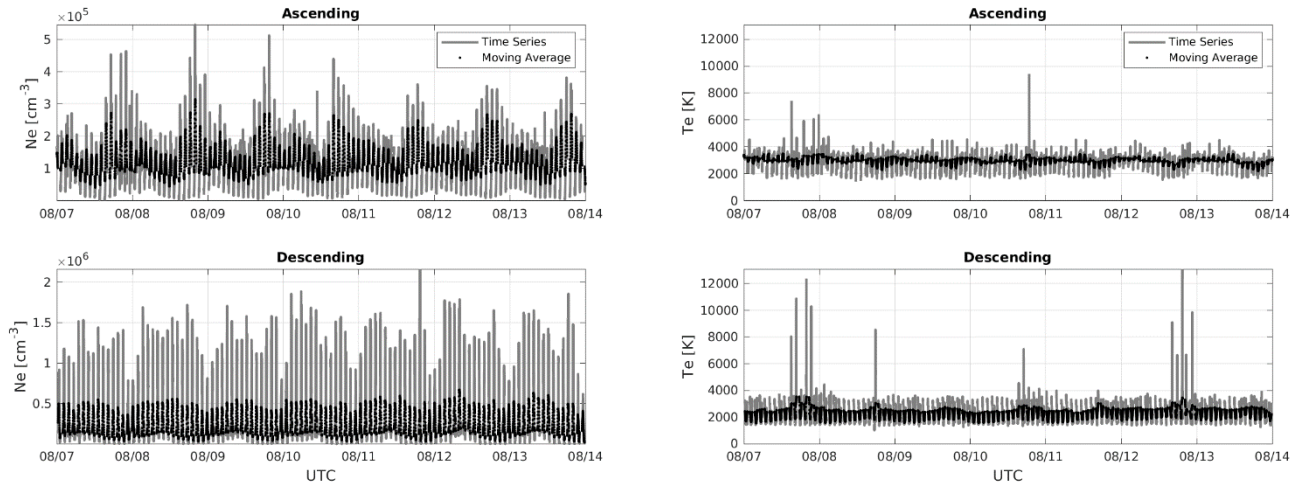 Ascending
×10^5
Ne [cm^-3]
5
4
3
2
1
Time Series
Moving Average
08/07 08/08 08/09 08/10 08/11 08/12 08/13 08/14
Ascending
Te [K]
12000
10000
8000
6000
4000
2000
0
Time Series
Moving Average
08/07 08/08 08/09 08/10 08/11 08/12 08/13 08/14
Descending
×10^6
Ne [cm^-3]
2
1.5
1
0.5
08/07 08/08 08/09 08/10 08/11 08/12 08/13 08/14
UTC
Descending
Te [K]
12000
10000
8000
6000
4000
2000
0
08/07 08/08 08/09 08/10 08/11 08/12 08/13 08/14
UTC